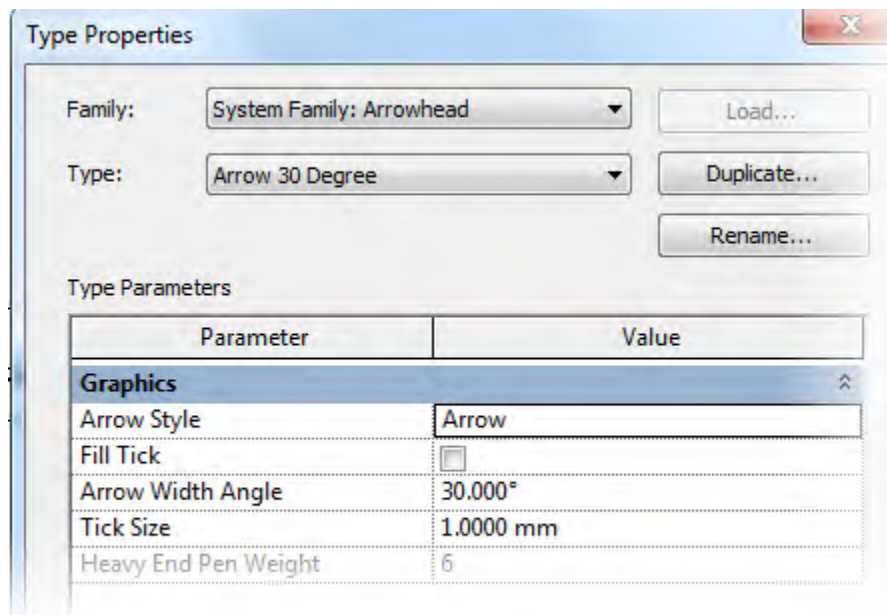 Type Properties
Family: System Family: Arrowhead Load...
Type: Arrow 30 Degree Duplicate...
Rename...
Type Parameters
Parameter Value
Graphics
Arrow Style Arrow
Fill Tick
Arrow Width Angle 30.000°
Tick Size 1.0000 mm
Heavy End Pen Weight 6